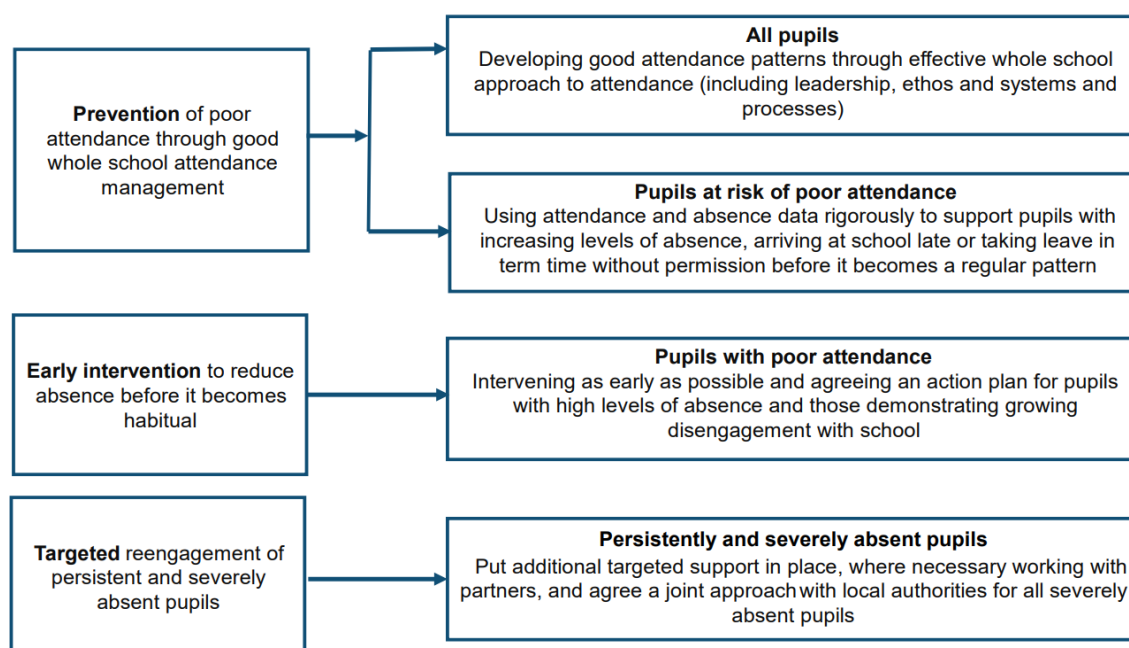 Prevention of poor
attendance through good
whole school attendance
management
All pupils
Developing good attendance patterns through effective whole school
approach to attendance (including leadership, ethos and systems and
processes)
Pupils at risk of poor attendance
Using attendance and absence data rigorously to support pupils with
increasing levels of absence, arriving at school late or taking leave in
term time without permission before it becomes a regular pattern
Early intervention to reduce
absence before it becomes
habitual
Pupils with poor attendance
Intervening as early as possible and agreeing an action plan for pupils
with high levels of absence and those demonstrating growing
disengagement with school
Targeted reengagement of
persistent and severely
absent pupils
Persistently and severely absent pupils
Put additional targeted support in place, where necessary working with
partners, and agree a joint approach with local authorities for all severely
absent pupils